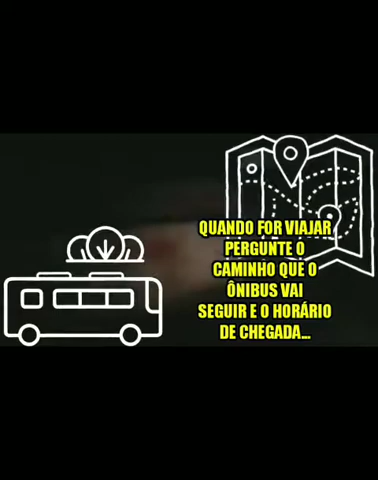 QUANDO FOR VIAJAR
PERGUNTE O
CAMINHO QUE O
ÔNIBUS VAI
SEGUIR E O HORÁRIO
DE CHEGADA...